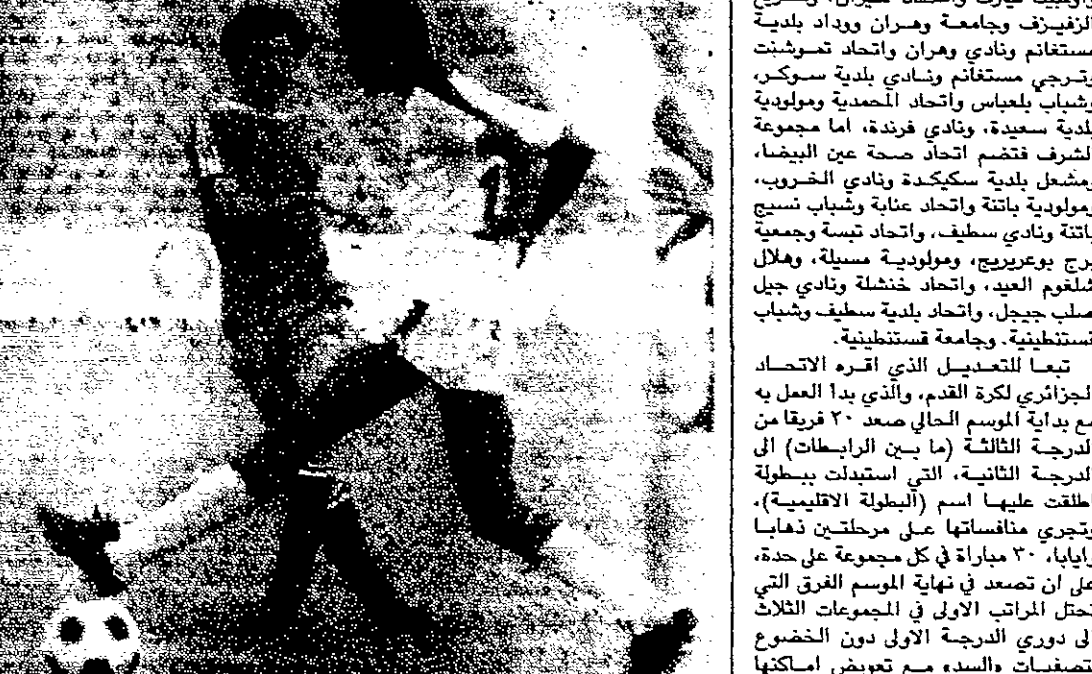 الزفيزف وجامعة وهران ووداد بلدية
مستغانم ونادي وهران واتحاد تموشنت
وترجي مستغانم ونادي بلدية سوكر،
وشباب بلعباس واتحاد المحمدية ومولودية
بلدية سعيدة، ونادي فرندة، اما مجموعة
الشرف فتضم اتحاد صحة عين البيضا،
ومشعل بلدية سكيكدة ونادي الخروب،
ومولودية باتنة واتحاد عنابة وشباب نسيج
باتنة ونادي سطيف، واتحاد تبسة وجمعية
برج بوعريريج، ومولودية مسيلة، وهلال
شلغوم العيد، واتحاد خنشلة ونادي جيل
صلب جيجل، واتحاد بلدية سطيف وشباب
قسنطينية. وجامعة قسنطينية.
تبعا للتعديل الذي اقره الاتحاد
الجزائري لكرة القدم، والذي بدأ العمل به
مع بداية الموسم الحالي صعد ٢٠ فريقا من
الدرجة الثالثة (ما بين الرابطات) الى
الدرجة الثانية، التي استبدلت ببطولة
اطلقت عليها اسم (البطولة الاقليمية)،
وتجري منافساتها على مرحلتين ذهابا
وايابا، ٣٠ مباراة في كل مجموعة على حدة،
على ان تصعد في نهاية الموسم الفرق التي
تحتل المراتب الاولى في المجموعات الثلاث
الى دوري الدرجة الاولى دون الخضوع
لتصفيات والسدء مع تعويض اماكنها